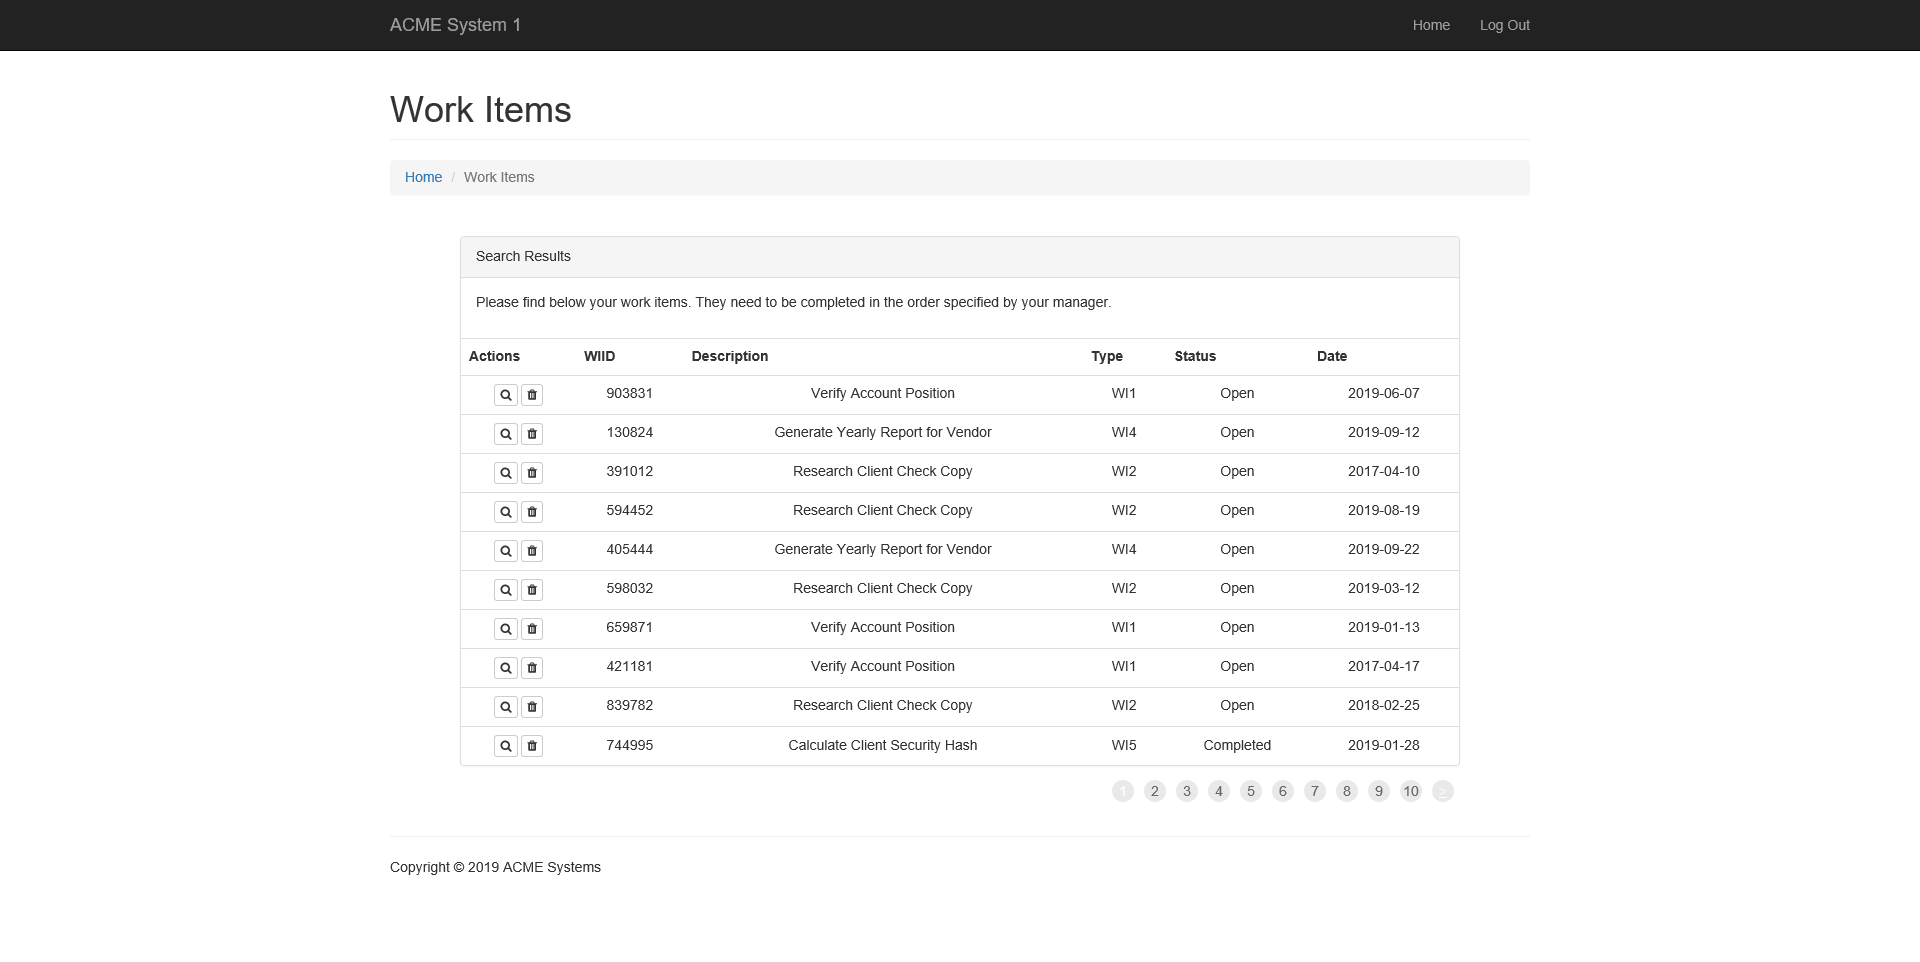 ACME System 1 Home Log Out
Work Items
Home / Work Items
Search Results
Please find below your work items. They need to be completed in the order specified by your manager.
Actions WIID Description Type Status Date
903831 Verify Account Position WI1 Open 2019-06-07
130824 Generate Yearly Report for Vendor WI4 Open 2019-09-12
391012 Research Client Check Copy WI2 Open 2017-04-10
594452 Research Client Check Copy WI2 Open 2019-08-19
405444 Generate Yearly Report for Vendor WI4 Open 2019-09-22
598032 Research Client Check Copy WI2 Open 2019-03-12
659871 Verify Account Position WI1 Open 2019-01-13
421181 Verify Account Position WI1 Open 2017-04-17
839782 Research Client Check Copy WI2 Open 2018-02-25
744995 Calculate Client Security Hash WI5 Completed 2019-01-28
1 2 3 4 5 6 7 8 9 10 >
Copyright © 2019 ACME Systems